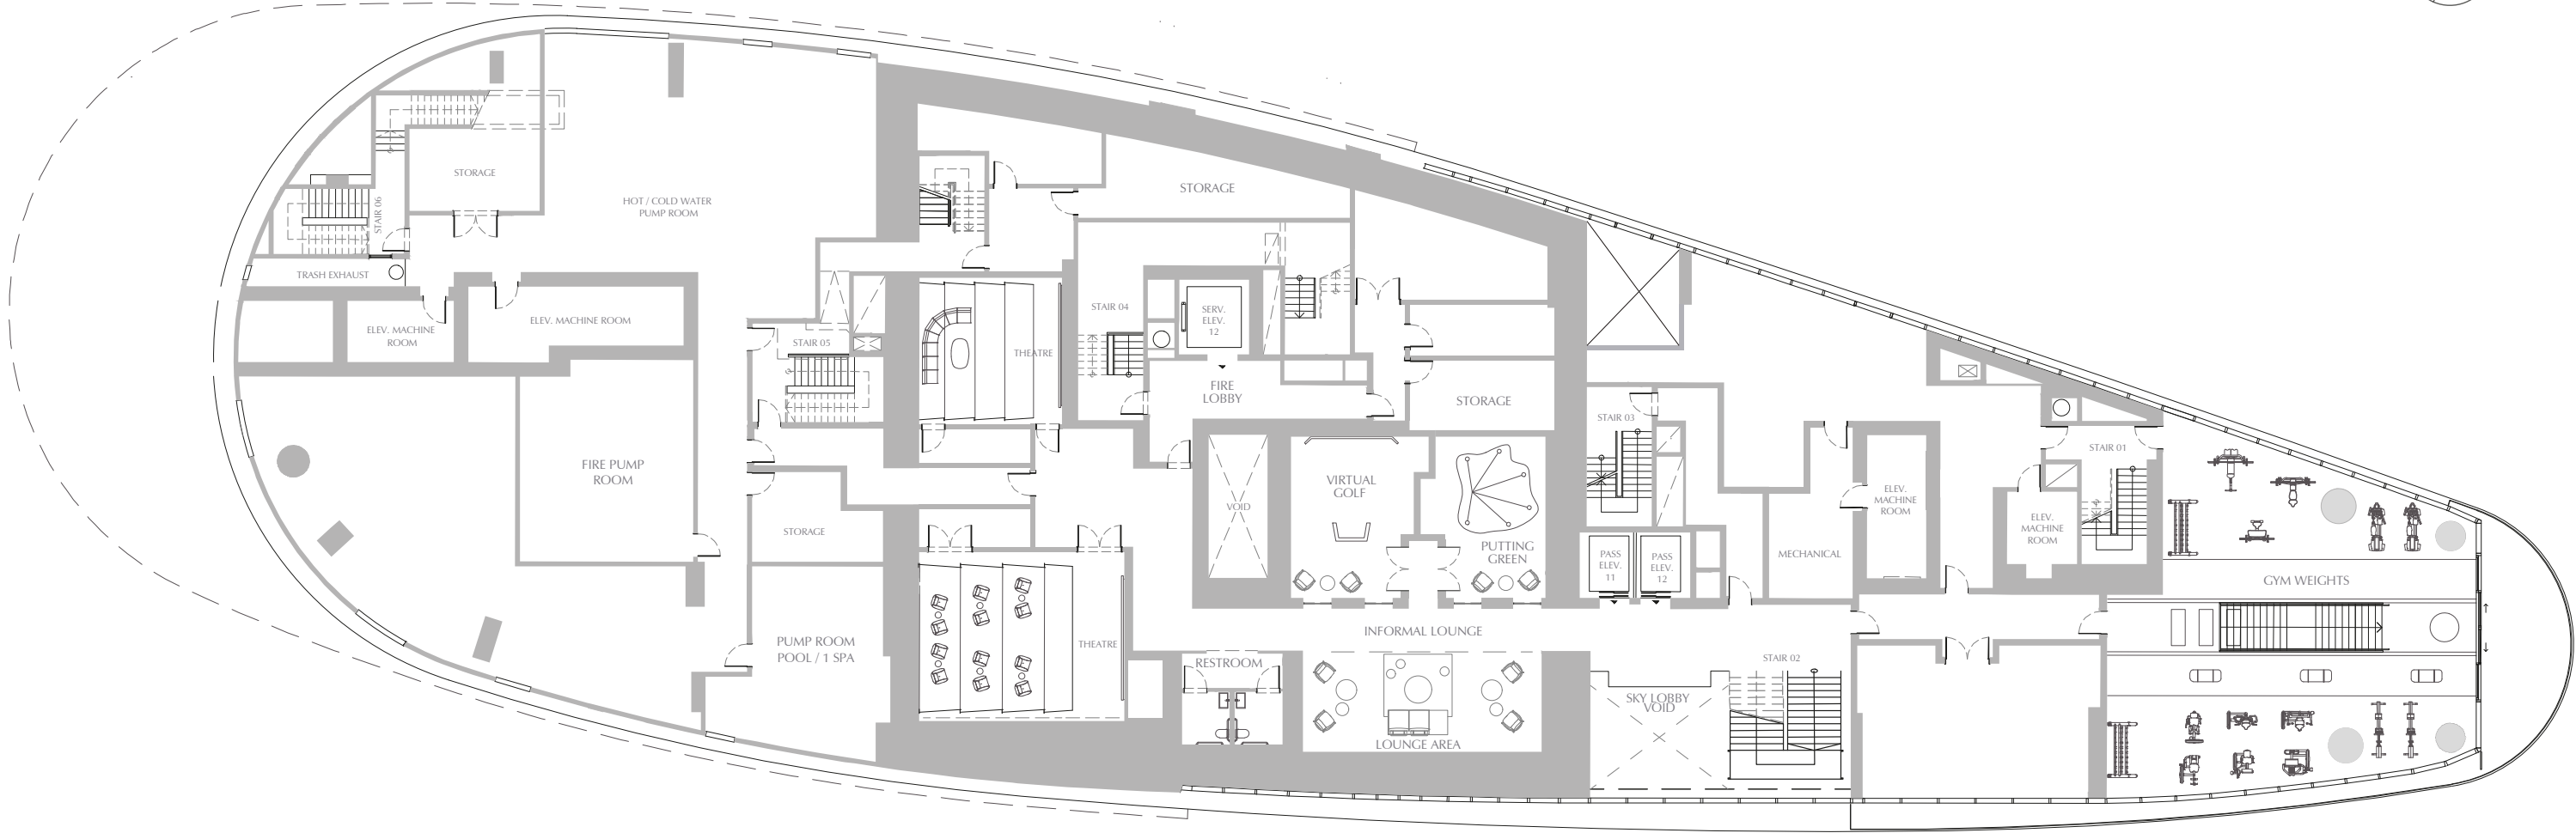 STORAGE
HOT / COLD WATER
PUMP ROOM
STAIR 06
TRASH EXHAUST
ELEV. MACHINE
ROOM
ELEV. MACHINE ROOM
STAIR 05
FIRE PUMP
ROOM
STORAGE
PUMP ROOM
POOL / 1 SPA
THEATRE
THEATRE
STORAGE
STAIR 04
SERV.
ELEV.
12
FIRE
LOBBY
STORAGE
VOID
VIRTUAL
GOLF
PUTTING
GREEN
INFORMAL LOUNGE
RESTROOM
LOUNGE AREA
STAIR 03
PASS
ELEV.
11
PASS
ELEV.
12
MECHANICAL
STAIR 02
SKY LOBBY
VOID
ELEV.
MACHINE
ROOM
ELEV.
MACHINE
ROOM
STAIR 01
GYM WEIGHTS